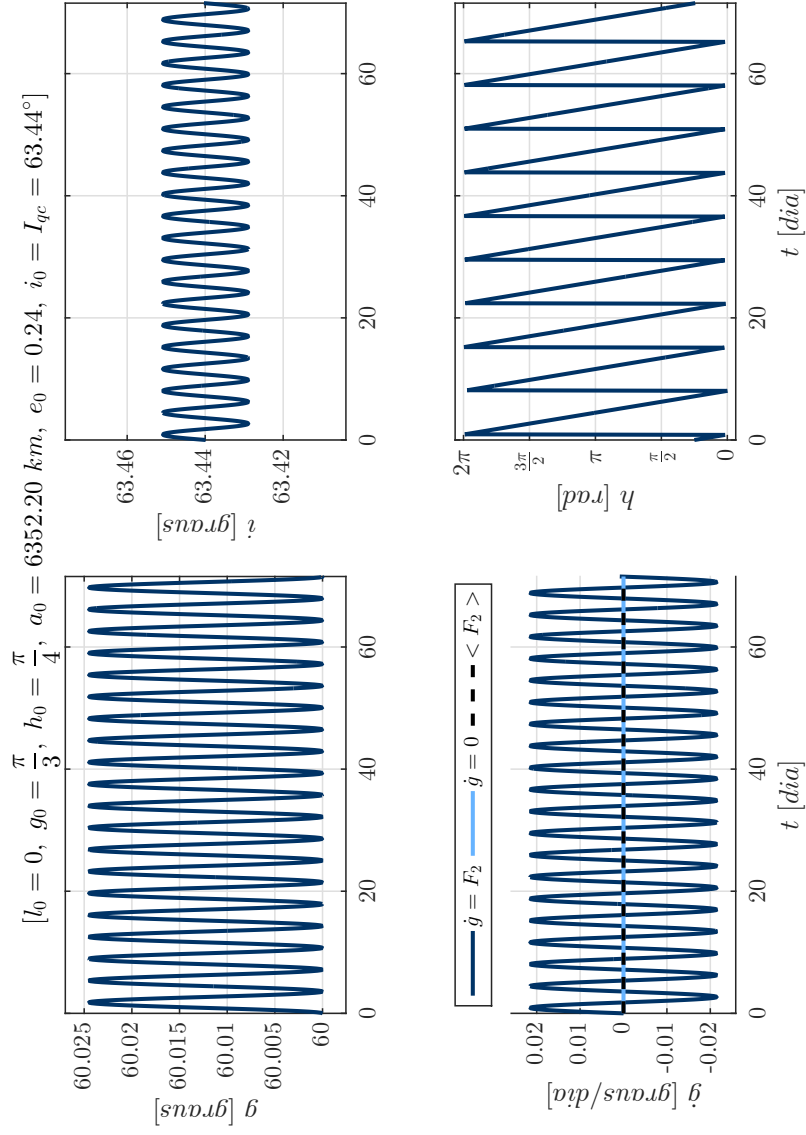 [l₀ = 0, g₀ = π/3, h₀ = π/4, a₀ = 6352.20 km, e₀ = 0.24, i₀ = I_qc = 63.44°]
g [graus]
60.025
60.02
60.015
60.01
60.005
60
0 20 40 60
i [graus]
63.46
63.44
63.42
0 20 40 60
ġ = F₂ ġ = 0 < F₂ >
ġ [graus/dia]
0.02
0.01
0
-0.01
-0.02
0 20 40 60
t [dia]
h [rad]
2π
3π/2
π
π/2
0
0 20 40 60
t [dia]